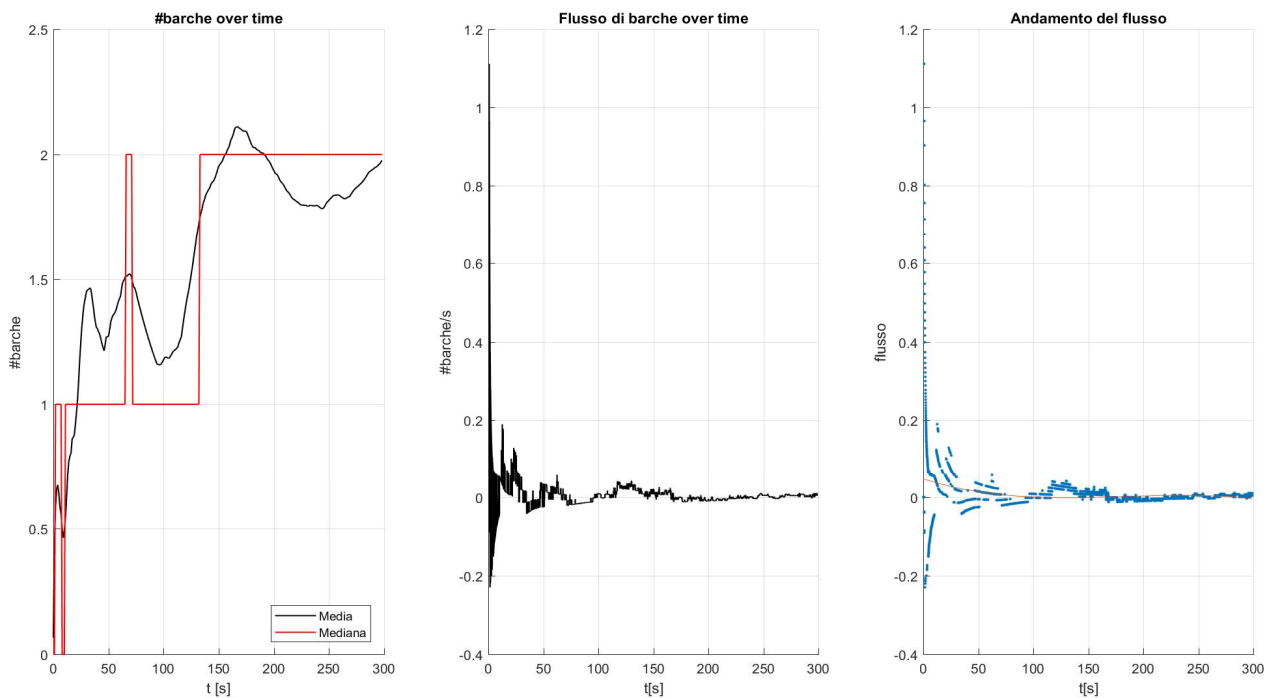 #barche over time
#barche
2.5
2
1.5
1
0.5
0
0 50 100 150 200 250 300
t [s]
Media
Mediana
Flusso di barche over time
#barche/s
1.2
1
0.8
0.6
0.4
0.2
0
-0.2
-0.4
0 50 100 150 200 250 300
t[s]
Andamento del flusso
flusso
1.2
1
0.8
0.6
0.4
0.2
0
-0.2
-0.4
0 50 100 150 200 250 300
t[s]